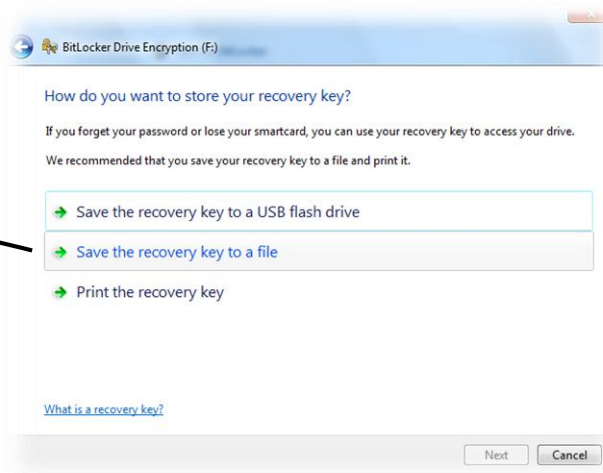 BitLocker Drive Encryption (F:)
How do you want to store your recovery key?
If you forget your password or lose your smartcard, you can use your recovery key to access your drive.
We recommended that you save your recovery key to a file and print it.
Save the recovery key to a USB flash drive
Save the recovery key to a file
Print the recovery key
What is a recovery key?
Next Cancel